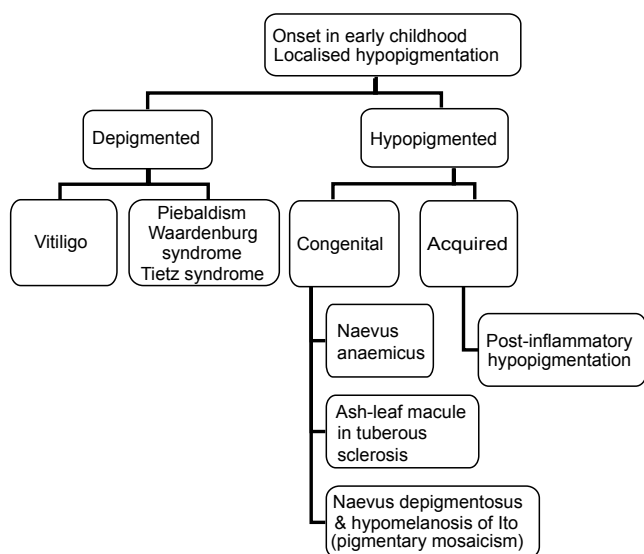 Onset in early childhood
Localised hypopigmentation
Depigmented
Hypopigmented
Vitiligo
Piebaldism
Waardenburg
syndrome
Tietz syndrome
Congenital
Acquired
Naevus
anaemicus
Post-inflammatory
hypopigmentation
Ash-leaf macule
in tuberous
sclerosis
Naevus depigmentosus
& hypomelanosis of Ito
(pigmentary mosaicism)